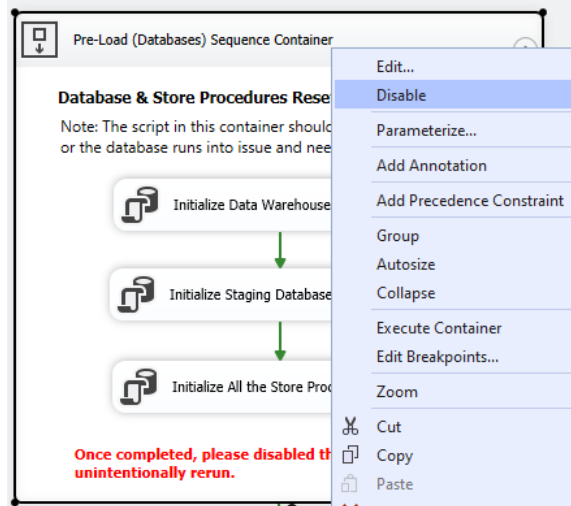 Pre-Load (Databases) Sequence Container
Database & Store Procedures Rese
Note: The script in this container should
or the database runs into issue and nee
Initialize Data Warehouse
Initialize Staging Database
Initialize All the Store Proc
Once completed, please disabled th
unintentionally rerun.
Edit...
Disable
Parameterize...
Add Annotation
Add Precedence Constraint
Group
Autosize
Collapse
Execute Container
Edit Breakpoints...
Zoom
Cut
Copy
Paste